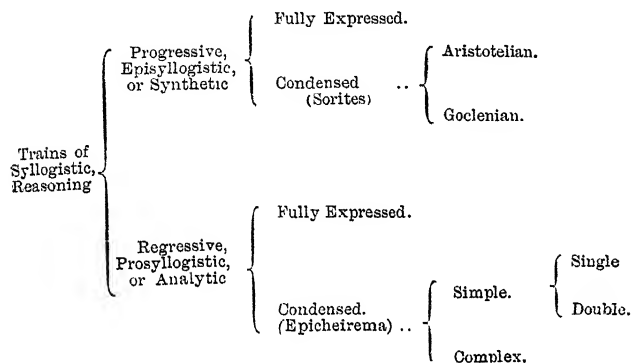 Trains of
Syllogistic,
Reasoning
Progressive,
Episyllogistic,
or Synthetic
Fully Expressed.
Condensed ..
(Sorites)
Aristotelian.
Goclenian.
Regressive,
Prosyllogistic,
or Analytic
Fully Expressed.
Condensed.
(Epicheirema) ..
Simple.
Single
Double.
Complex.